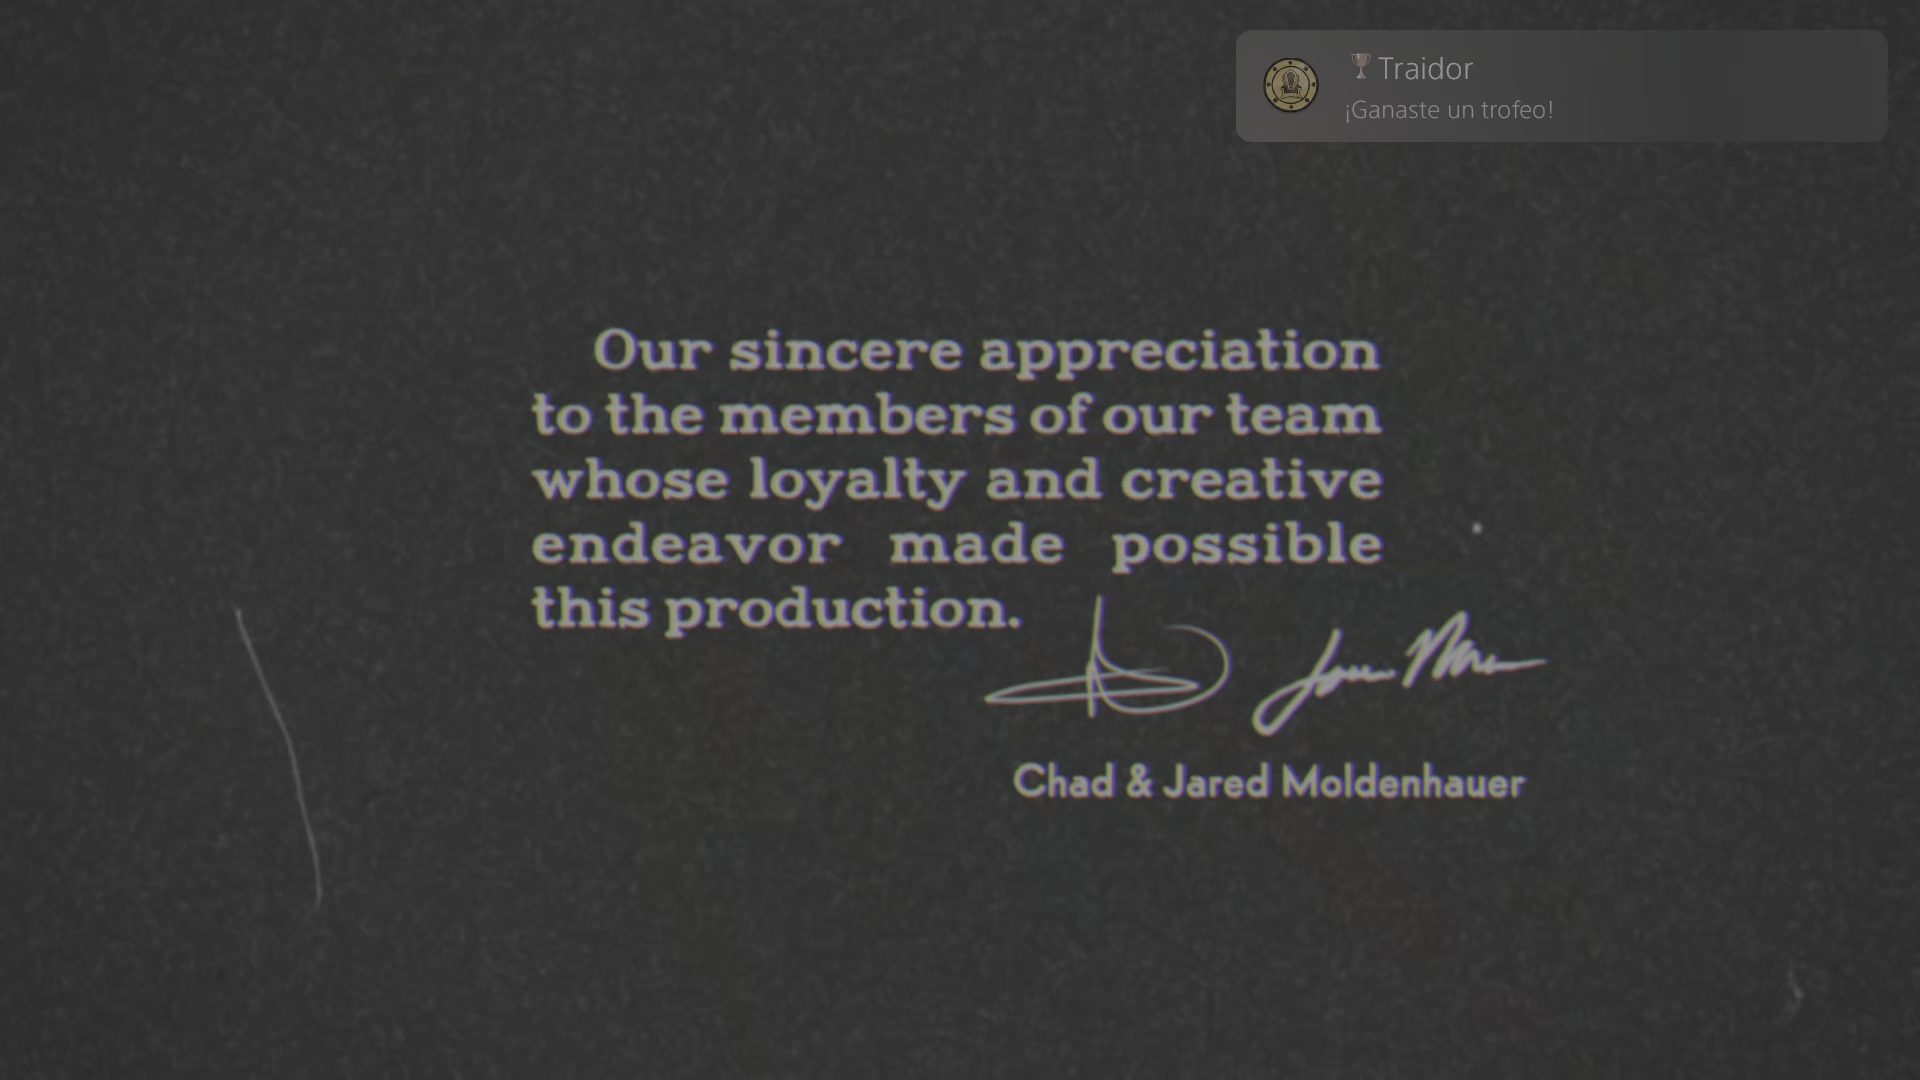 Traidor
¡Ganaste un trofeo!
Our sincere appreciation
to the members of our team
whose loyalty and creative
endeavor made possible
this production.
Chad & Jared Moldenhauer